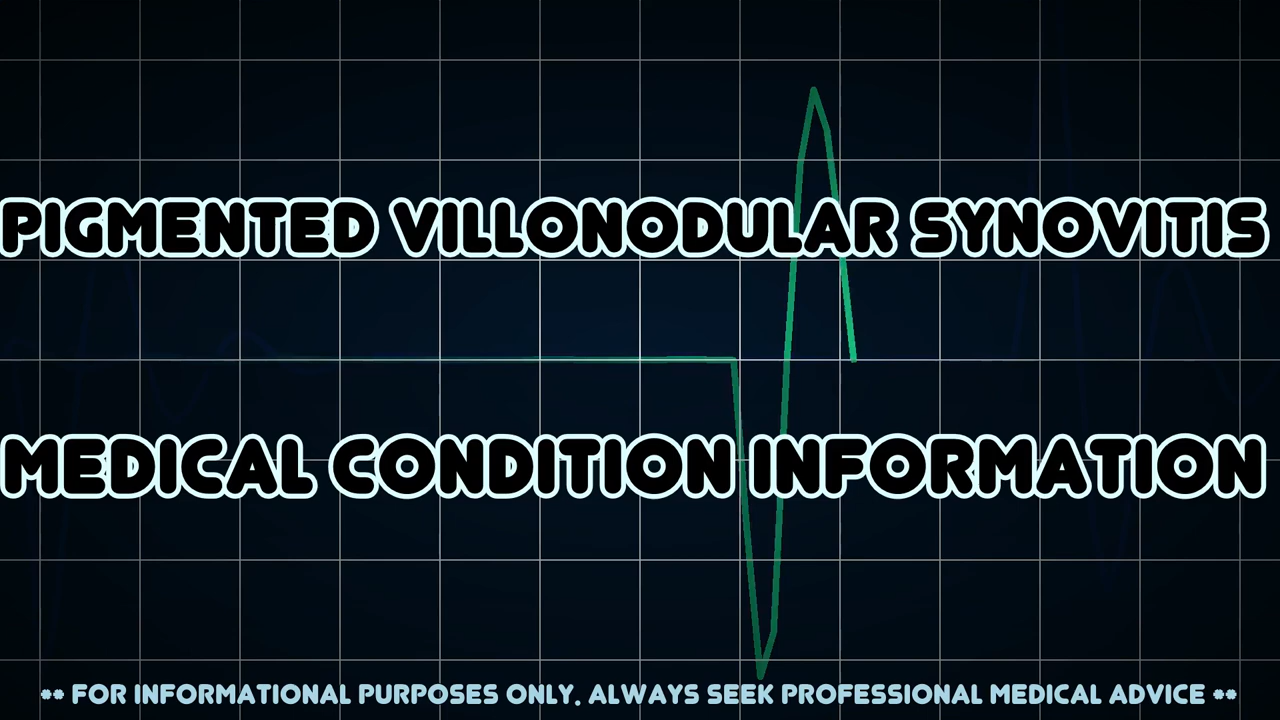 PIGMENTED VILLONODULAR SYNOVITIS
MEDICAL CONDITION INFORMATION
** FOR INFORMATIONAL PURPOSES ONLY. ALWAYS SEEK PROFESSIONAL MEDICAL ADVICE **